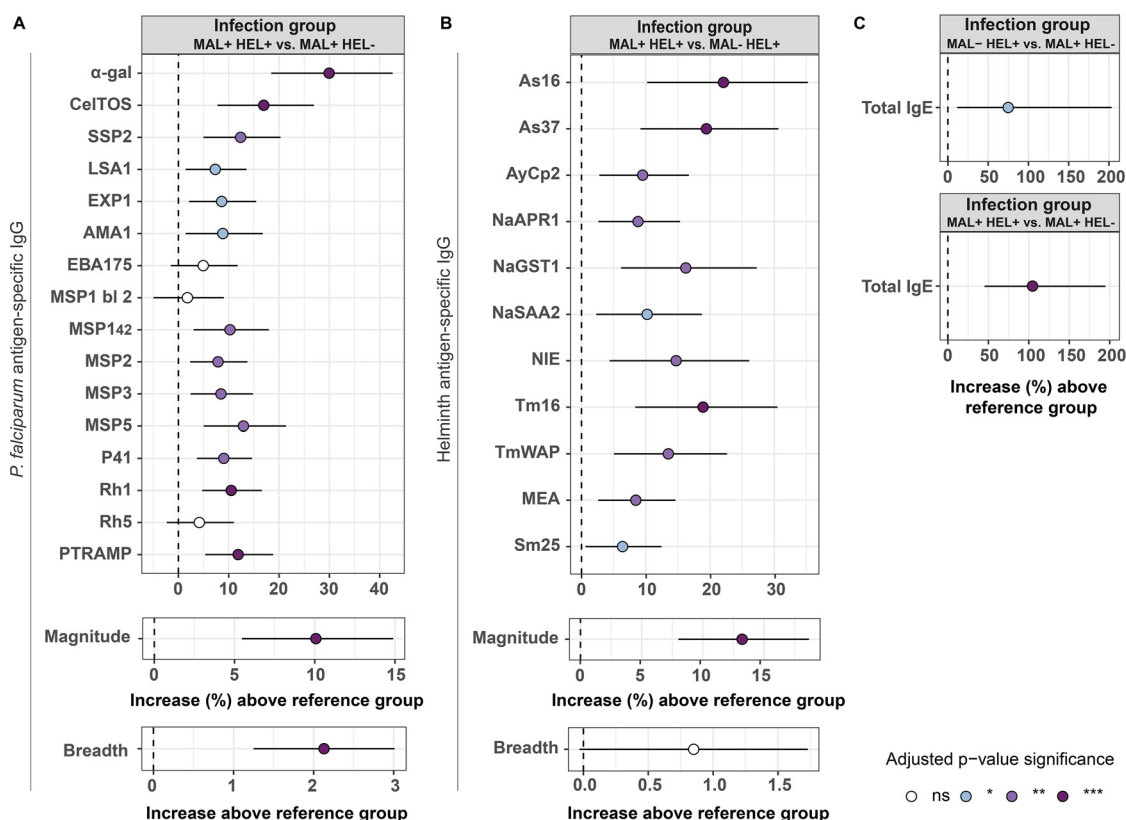 A
Infection group
MAL+ HEL+ vs. MAL+ HEL-
P. falciparum antigen-specific IgG
α-gal
CelTOS
SSP2
LSA1
EXP1
AMA1
EBA175
MSP1 bl 2
MSP142
MSP2
MSP3
MSP5
P41
Rh1
Rh5
PTRAMP
0 10 20 30 40
Magnitude
0 5 10 15
Increase (%) above reference group
Breadth
0 1 2 3
Increase above reference group
B
Infection group
MAL+ HEL+ vs. MAL- HEL+
Helminth antigen-specific IgG
As16
As37
AyCp2
NaAPR1
NaGST1
NaSAA2
NIE
Tm16
TmWAP
MEA
Sm25
0 10 20 30
Magnitude
0 5 10 15
Increase (%) above reference group
Breadth
0.0 0.5 1.0 1.5
Increase above reference group
C
Infection group
MAL− HEL+ vs. MAL+ HEL-
Total IgE
0 50 100 150 200
Infection group
MAL+ HEL+ vs. MAL+ HEL-
Total IgE
0 50 100 150 200
Increase (%) above
reference group
Adjusted p−value significance
ns * ** ***